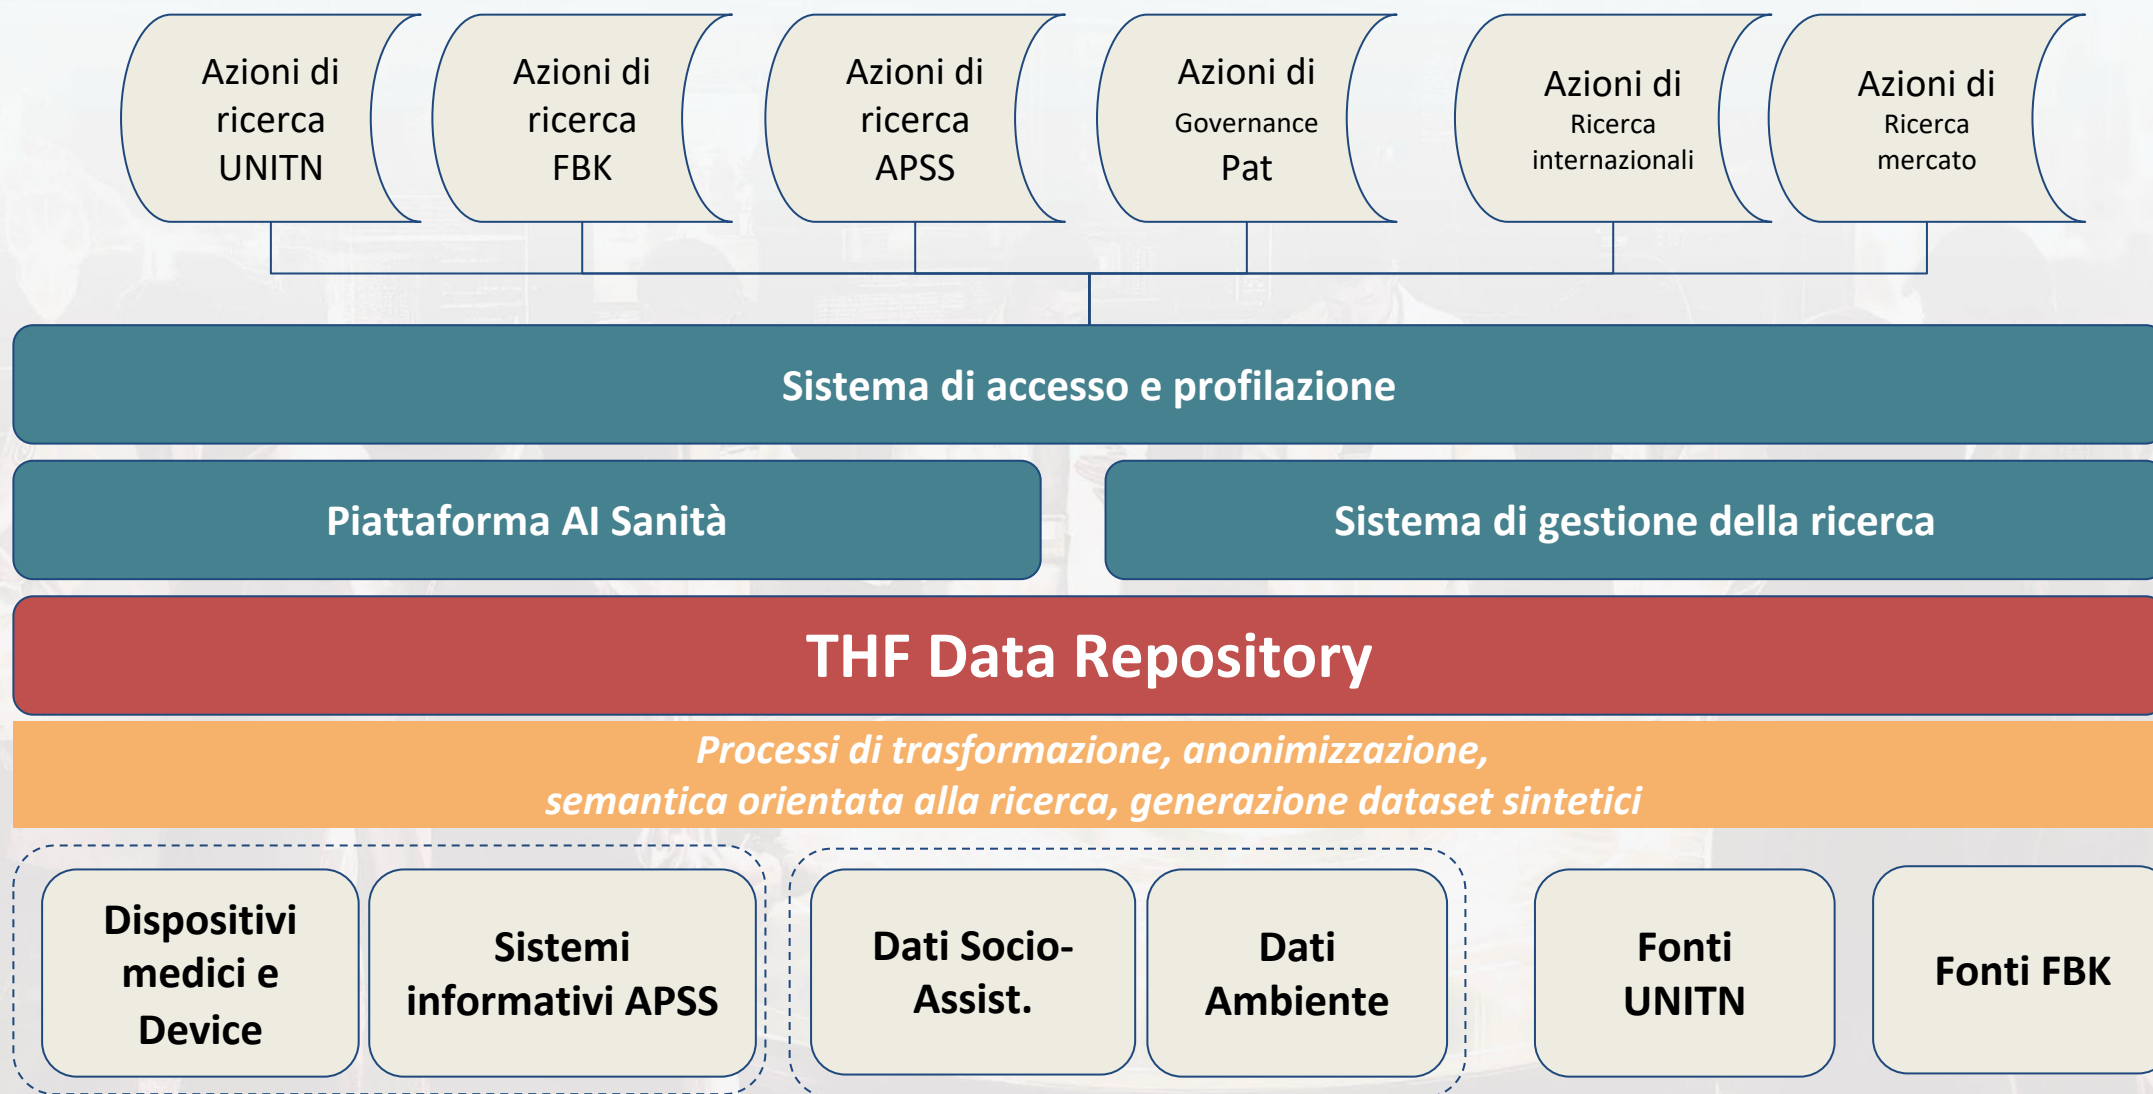 Azioni di
ricerca
UNITN
Azioni di
ricerca
FBK
Azioni di
ricerca
APSS
Azioni di
Governance
Pat
Azioni di
Ricerca
internazionali
Azioni di
Ricerca
mercato
Sistema di accesso e profilazione
Piattaforma AI Sanità
Sistema di gestione della ricerca
THF Data Repository
Processi di trasformazione, anonimizzazione,
semantica orientata alla ricerca, generazione dataset sintetici
Dispositivi
medici e
Device
Sistemi
informativi APSS
Dati Socio-
Assist.
Dati
Ambiente
Fonti
UNITN
Fonti FBK